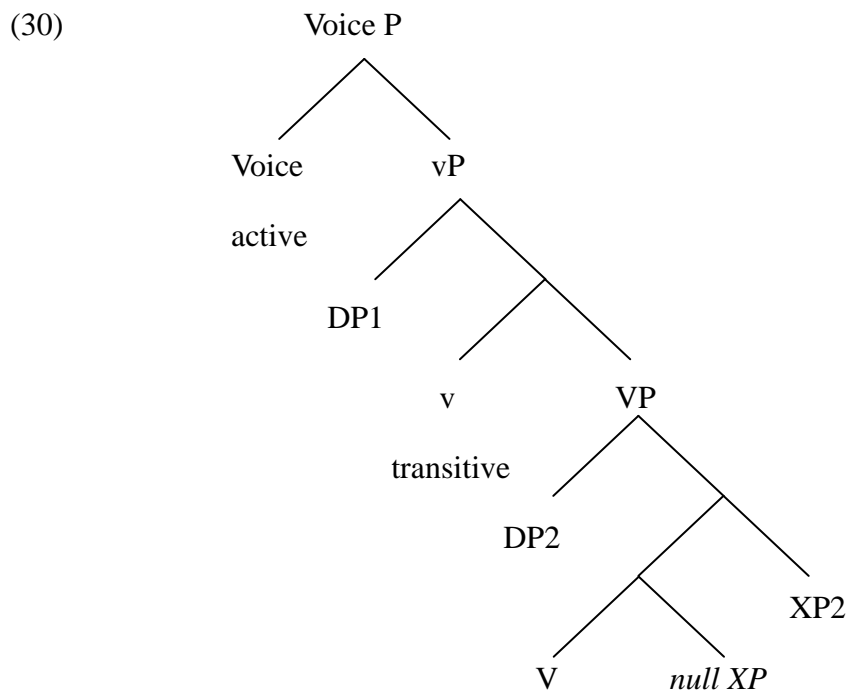 (30) Voice P
Voice vP
active
DP1
v VP
transitive
DP2
XP2
V null XP